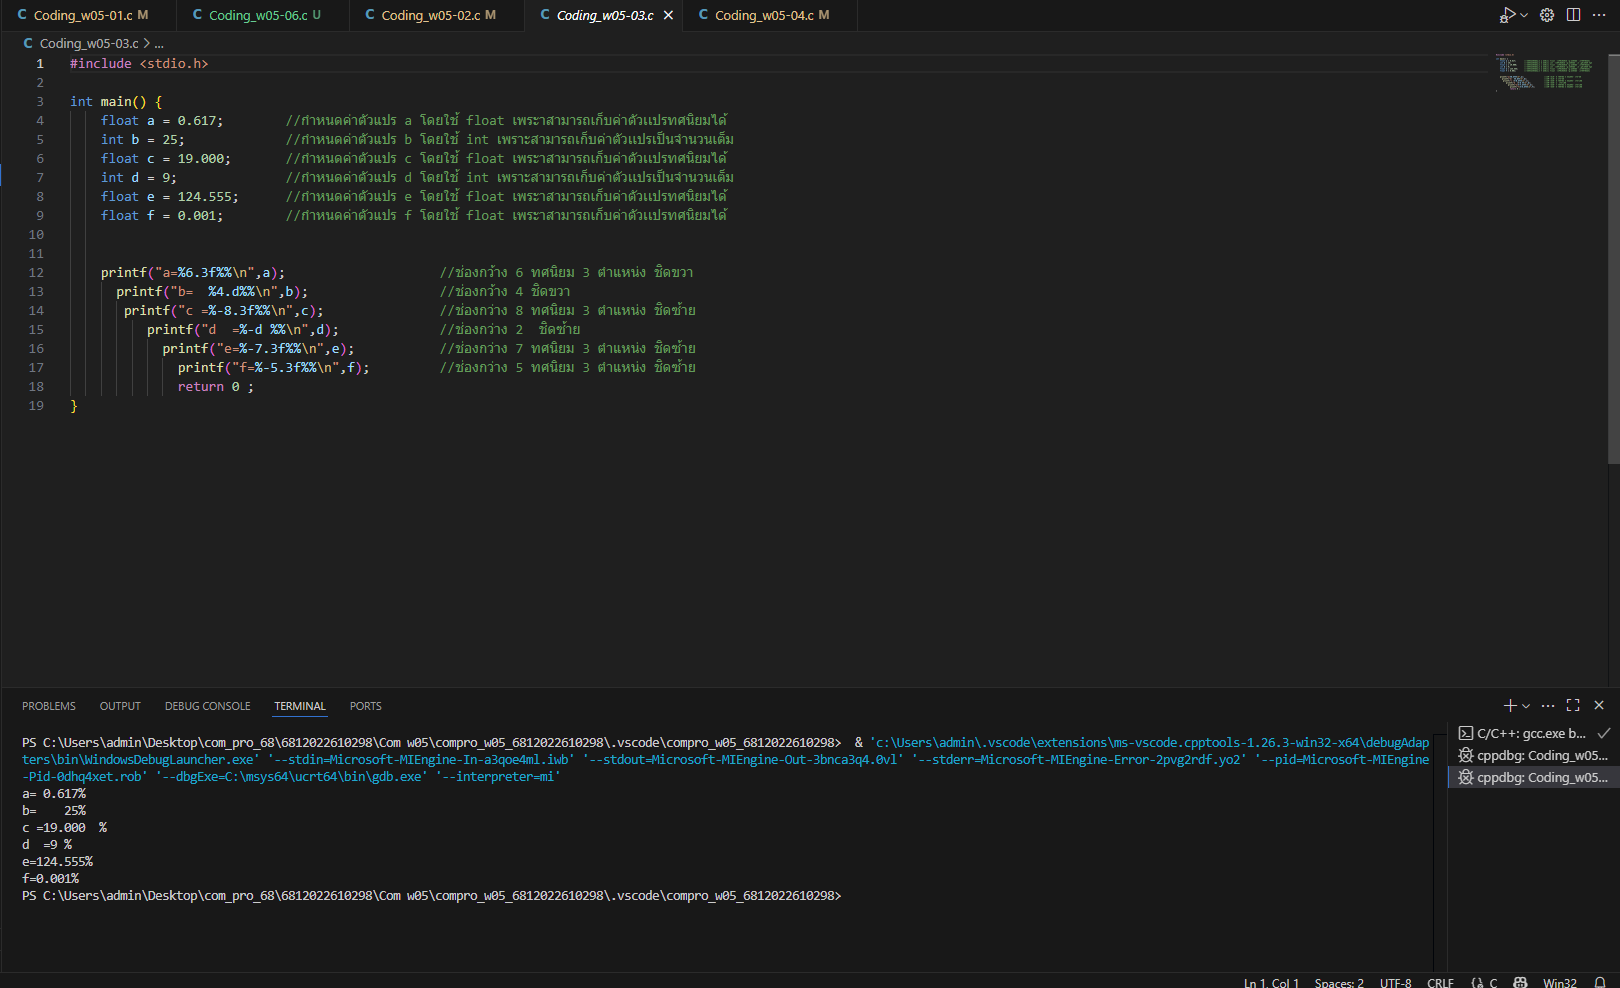 C Coding_w05-01.c M C Coding_w05-06.c U C Coding_w05-02.c M C Coding_w05-03.c × C Coding_w05-04.c M
C Coding_w05-03.c > ...
1 #include <stdio.h>
2
3 int main() {
4 float a = 0.617; //กำหนดค่าตัวแปร a โดยใช้ float เพราะาสามารถเก็บค่าตัวแปรทศนิยมได้
5 int b = 25; //กำหนดค่าตัวแปร b โดยใช้ int เพราะสามารถเก็บค่าตัวแปรเป็นจำนวนเต็ม
6 float c = 19.000; //กำหนดค่าตัวแปร c โดยใช้ float เพราะาสามารถเก็บค่าตัวแปรทศนิยมได้
7 int d = 9; //กำหนดค่าตัวแปร d โดยใช้ int เพราะสามารถเก็บค่าตัวแปรเป็นจำนวนเต็ม
8 float e = 124.555; //กำหนดค่าตัวแปร e โดยใช้ float เพราะาสามารถเก็บค่าตัวแปรทศนิยมได้
9 float f = 0.001; //กำหนดค่าตัวแปร f โดยใช้ float เพราะาสามารถเก็บค่าตัวแปรทศนิยมได้
10
11
12 printf("a=%6.3f%%\n",a); //ช่องกว้าง 6 ทศนิยม 3 ตำแหน่ง ชิดขวา
13 printf("b=  %4.d%%\n",b); //ช่องกว่าง 4 ชิดขวา
14 printf("c =%-8.3f%%\n",c); //ช่องกว่าง 8 ทศนิยม 3 ตำแหน่ง ชิดซ้าย
15 printf("d  =%-d %%\n",d); //ช่องกว่าง 2  ชิดซ้าย
16 printf("e=%-7.3f%%\n",e); //ช่องกว่าง 7 ทศนิยม 3 ตำแหน่ง ชิดซ้าย
17 printf("f=%-5.3f%%\n",f); //ช่องกว่าง 5 ทศนิยม 3 ตำแหน่ง ชิดซ้าย
18 return 0 ;
19 }
PROBLEMS OUTPUT DEBUG CONSOLE TERMINAL PORTS
PS C:\Users\admin\Desktop\com_pro_68\6812022610298\Com w05\compro_w05_6812022610298\.vscode\compro_w05_6812022610298>  & 'c:\Users\admin\.vscode\extensions\ms-vscode.cpptools-1.26.3-win32-x64\debugAdap
ters\bin\WindowsDebugLauncher.exe' '--stdin=Microsoft-MIEngine-In-a3qoe4ml.iwb' '--stdout=Microsoft-MIEngine-Out-3bnca3q4.0vl' '--stderr=Microsoft-MIEngine-Error-2pvg2rdf.yo2' '--pid=Microsoft-MIEngine
-Pid-0dhq4xet.rob' '--dbgExe=C:\msys64\ucrt64\bin\gdb.exe' '--interpreter=mi'
a= 0.617%
b=    25%
c =19.000  %
d  =9 %
e=124.555%
f=0.001%
PS C:\Users\admin\Desktop\com_pro_68\6812022610298\Com w05\compro_w05_6812022610298\.vscode\compro_w05_6812022610298>
C/C++: gcc.exe b...
cppdbg: Coding_w05...
cppdbg: Coding_w05...
Ln 1, Col 1 Spaces: 2 UTF-8 CRLF {} C Win32